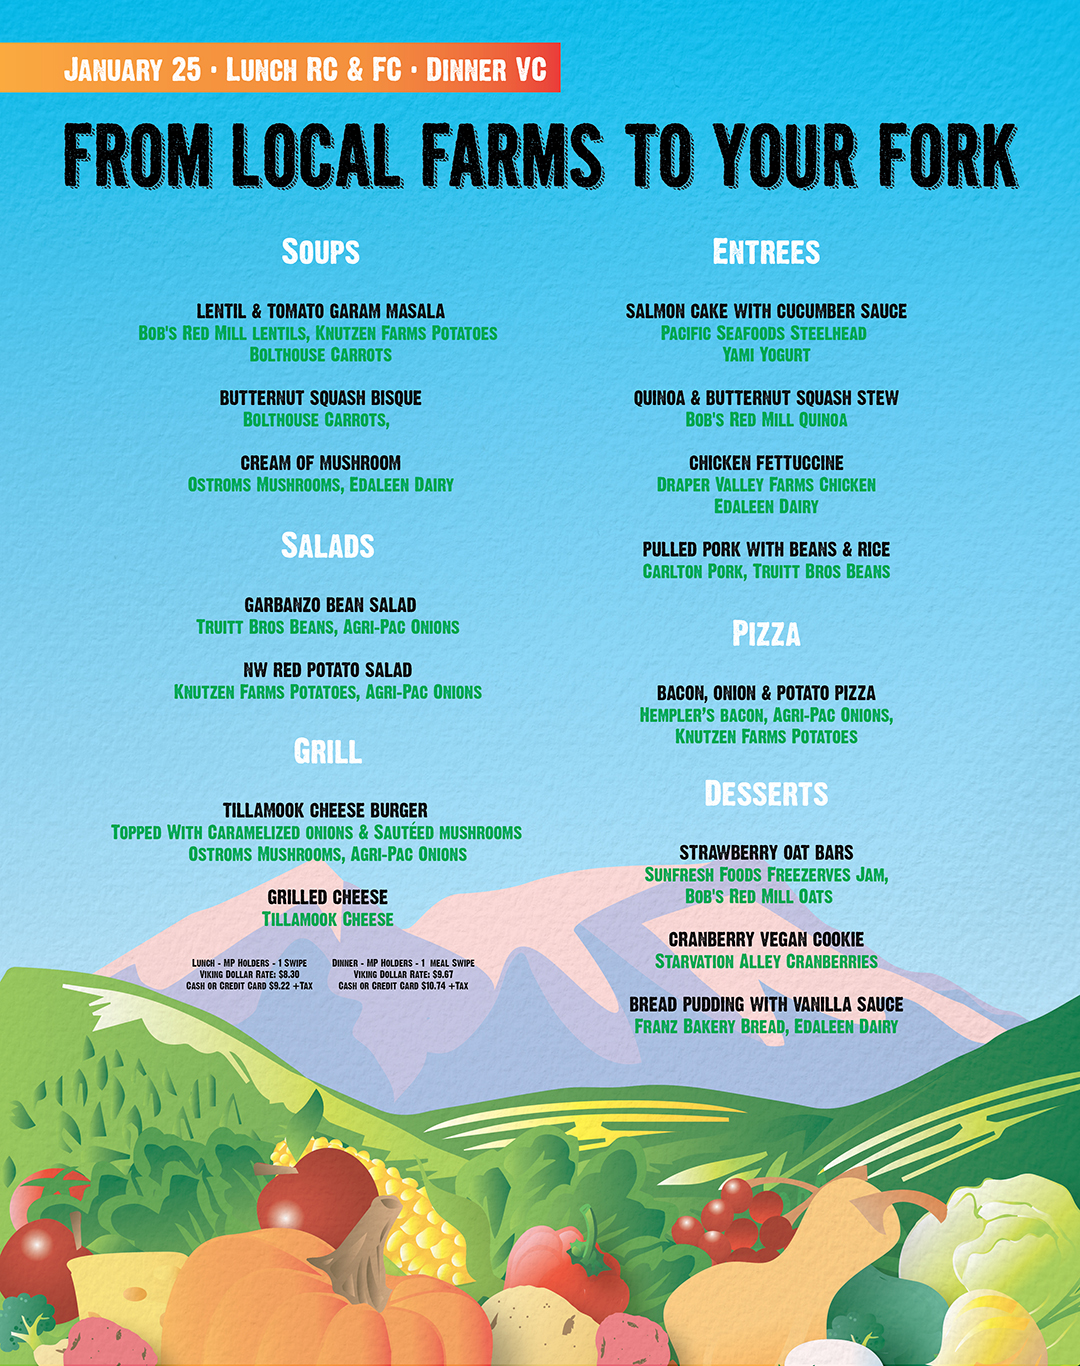 January 25 · Lunch RC & FC · Dinner VC
FROM LOCAL FARMS TO YOUR FORK
Soups
LENTIL & TOMATO GARAM MASALA
Bob's Red Mill lentils, Knutzen Farms Potatoes
Bolthouse Carrots
BUTTERNUT SQUASH BISQUE
Bolthouse Carrots,
CREAM OF MUSHROOM
Ostroms Mushrooms, Edaleen Dairy
Salads
GARBANZO BEAN SALAD
Truitt Bros Beans, Agri-Pac Onions
NW RED POTATO SALAD
Knutzen Farms Potatoes, Agri-Pac Onions
Grill
TILLAMOOK CHEESE BURGER
Topped With Caramelized onions & Sautéed mushrooms
Ostroms Mushrooms, Agri-Pac Onions
GRILLED CHEESE
Tillamook Cheese
Lunch - MP Holders - 1 Swipe
Viking Dollar Rate: $8.30
Cash or Credit Card $9.22 +Tax
Dinner - MP Holders - 1 meal Swipe
Viking Dollar Rate: $9.67
Cash or Credit Card $10.74 +Tax
Entrees
SALMON CAKE WITH CUCUMBER SAUCE
Pacific Seafoods Steelhead
Yami Yogurt
QUINOA & BUTTERNUT SQUASH STEW
Bob's Red Mill Quinoa
CHICKEN FETTUCCINE
Draper Valley Farms Chicken
Edaleen Dairy
PULLED PORK WITH BEANS & RICE
Carlton Pork, Truitt Bros Beans
Pizza
BACON, ONION & POTATO PIZZA
Hempler's bacon, Agri-Pac Onions,
Knutzen Farms Potatoes
Desserts
STRAWBERRY OAT BARS
Sunfresh Foods Freezerves Jam,
Bob's Red Mill Oats
CRANBERRY VEGAN COOKIE
Starvation Alley Cranberries
BREAD PUDDING WITH VANILLA SAUCE
Franz Bakery Bread, Edaleen Dairy